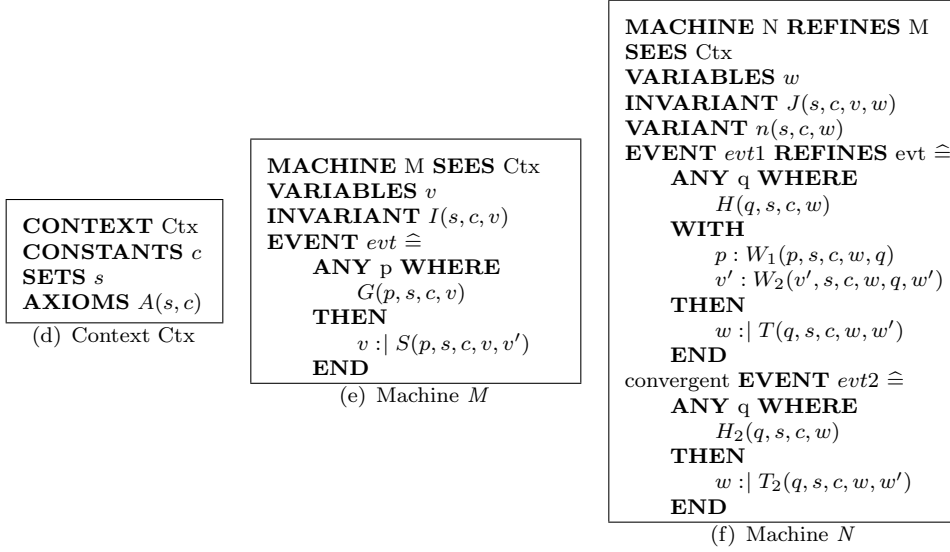 CONTEXT Ctx
CONSTANTS c
SETS s
AXIOMS A(s, c)
(d) Context Ctx
MACHINE M SEES Ctx
VARIABLES v
INVARIANT I(s, c, v)
EVENT evt ≙
ANY p WHERE
G(p, s, c, v)
THEN
v :| S(p, s, c, v, v′)
END
(e) Machine M
MACHINE N REFINES M
SEES Ctx
VARIABLES w
INVARIANT J(s, c, v, w)
VARIANT n(s, c, w)
EVENT evt1 REFINES evt ≙
ANY q WHERE
H(q, s, c, w)
WITH
p : W₁(p, s, c, w, q)
v′ : W₂(v′, s, c, w, q, w′)
THEN
w :| T(q, s, c, w, w′)
END
convergent EVENT evt2 ≙
ANY q WHERE
H₂(q, s, c, w)
THEN
w :| T₂(q, s, c, w, w′)
END
(f) Machine N